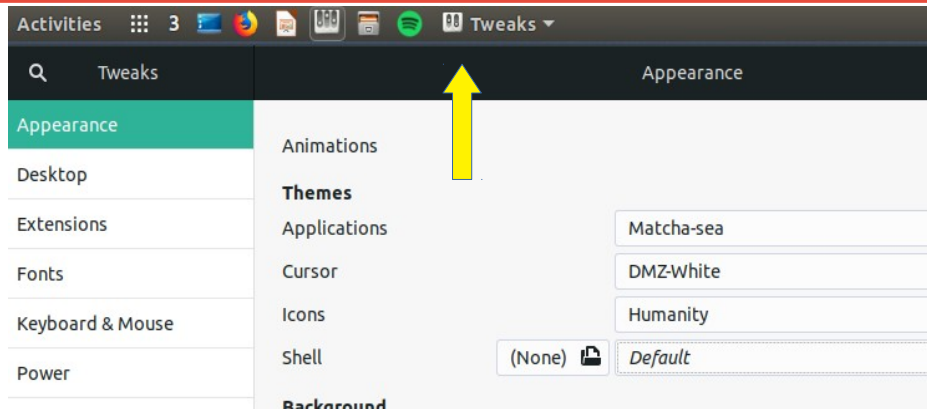 Activities 3 Tweaks
Tweaks Appearance
Appearance
Animations
Desktop
Themes
Extensions
Applications Matcha-sea
Fonts
Cursor DMZ-White
Icons Humanity
Keyboard & Mouse
Shell (None) Default
Power
Background